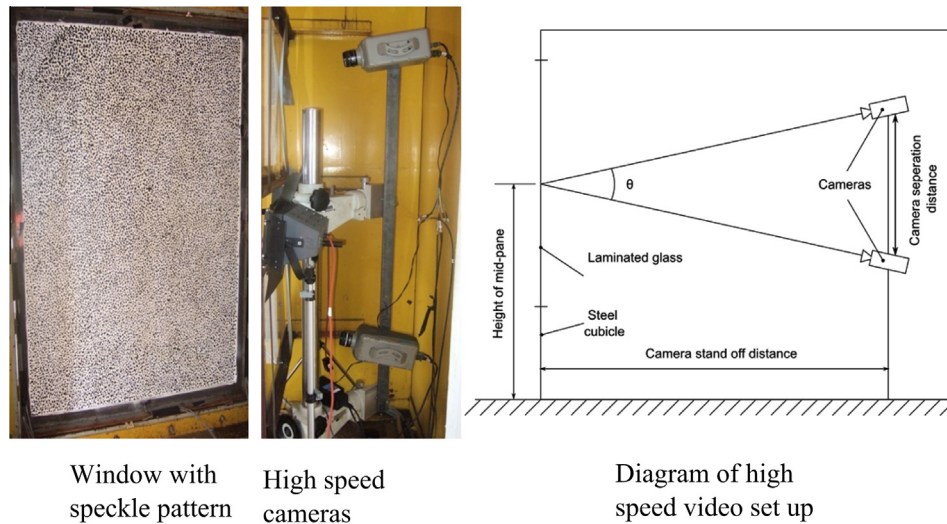 θ
Cameras
Camera seperation
distance
Laminated glass
Height of mid-pane
Steel
cubicle
Camera stand off distance
Window with
speckle pattern
High speed
cameras
Diagram of high
speed video set up